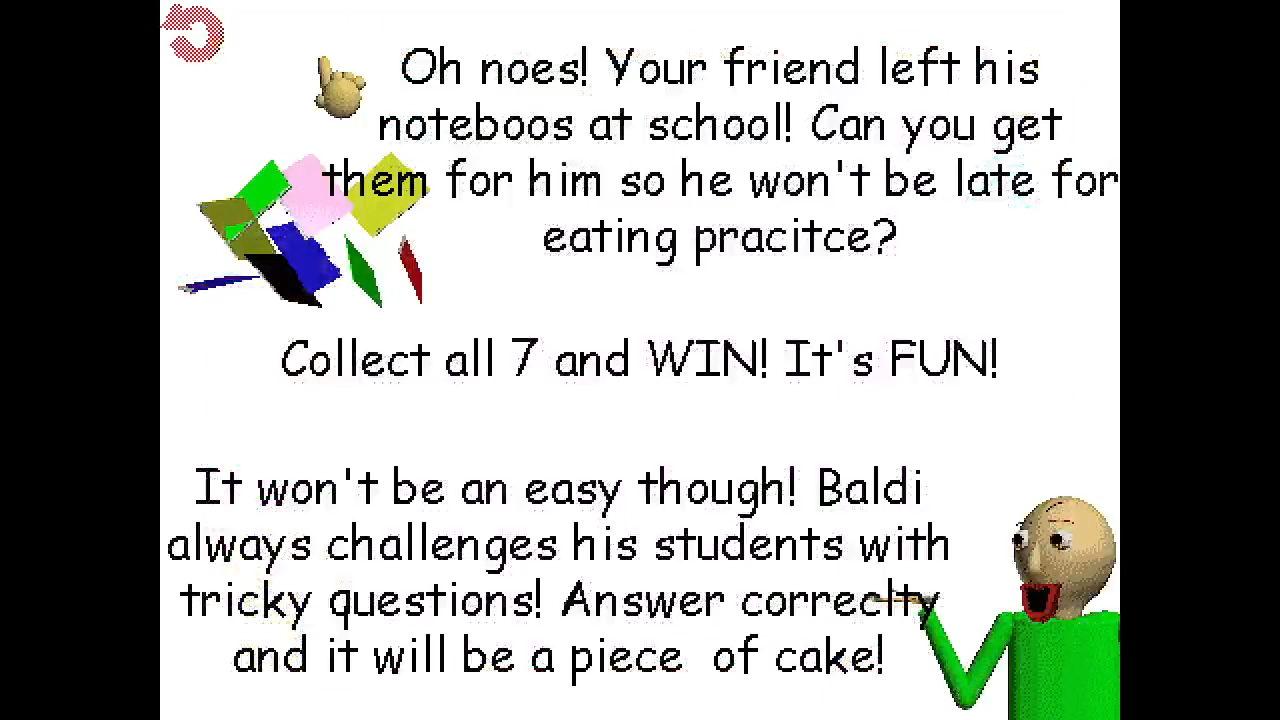 Oh noes! Your friend left his
noteboos at school! Can you get
them for him so he won't be late for
eating pracitce?
Collect all 7 and WIN! It's FUN!
It won't be an easy though! Baldi
always challenges his students with
tricky questions! Answer correclty
and it will be a piece of cake!